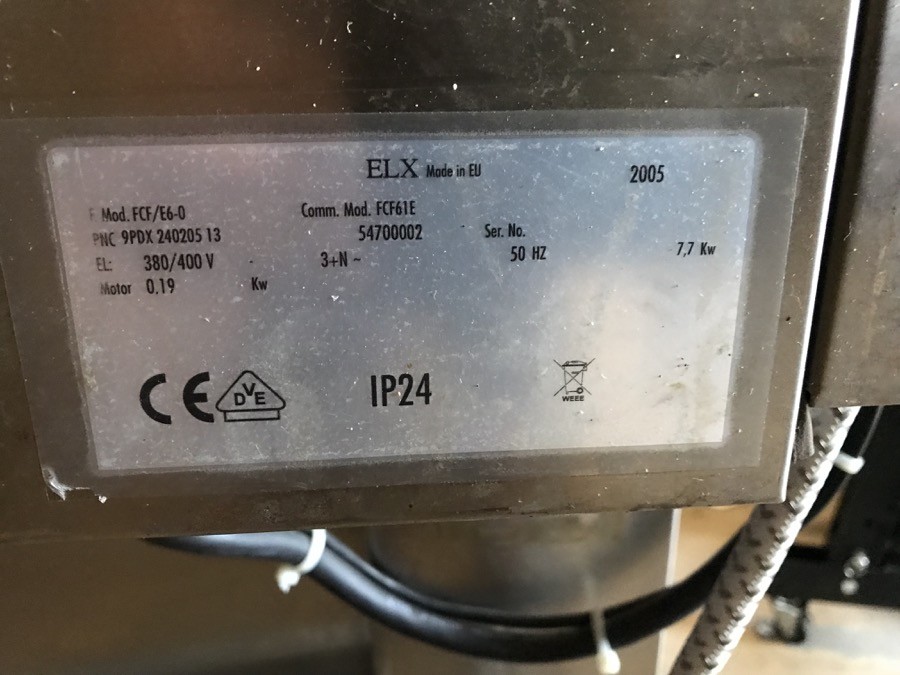 ELX Made in EU 2005
F Mod. FCF/E6-0 Comm. Mod. FCF61E
PNC 9PDX 240205 13 54700002 Ser. No.
EL: 380/400 V - 3+N ~ 50 HZ 7,7 Kw
Motor 0,19 Kw
CE DVE IP24
WEEE